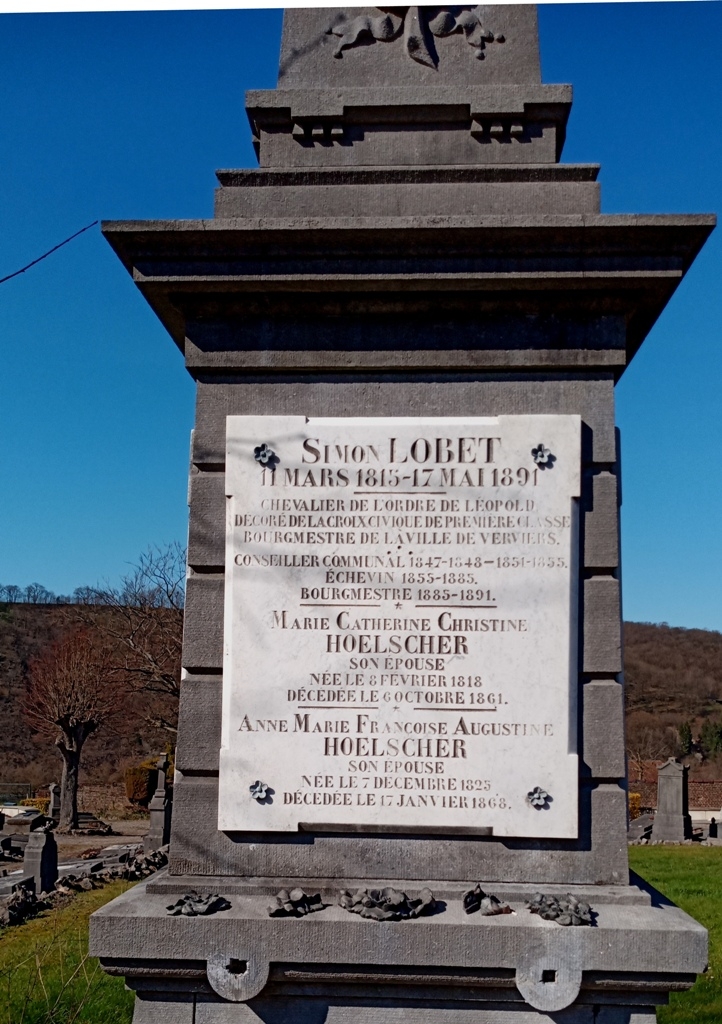 SIMON LOBET
11 MARS 1815-17 MAI 1891
CHEVALIER DE L'ORDRE DE LÉOPOLD
DÉCORÉ DE LA CROIX CIVIQUE DE PREMIÈRE CLASSE
BOURGMESTRE DE LA VILLE DE VERVIERS.
CONSEILLER COMMUNAL 1847-1848-1851-1855.
ÉCHEVIN 1855-1885.
BOURGMESTRE 1885-1891.
MARIE CATHERINE CHRISTINE
HOELSCHER
SON ÉPOUSE
NÉE LE 8 FÉVRIER 1818
DÉCÉDÉE LE 6 OCTOBRE 1861.
ANNE MARIE FRANÇOISE AUGUSTINE
HOELSCHER
SON ÉPOUSE
NÉE LE 7 DÉCEMBRE 1825
DÉCÉDÉE LE 17 JANVIER 1868.